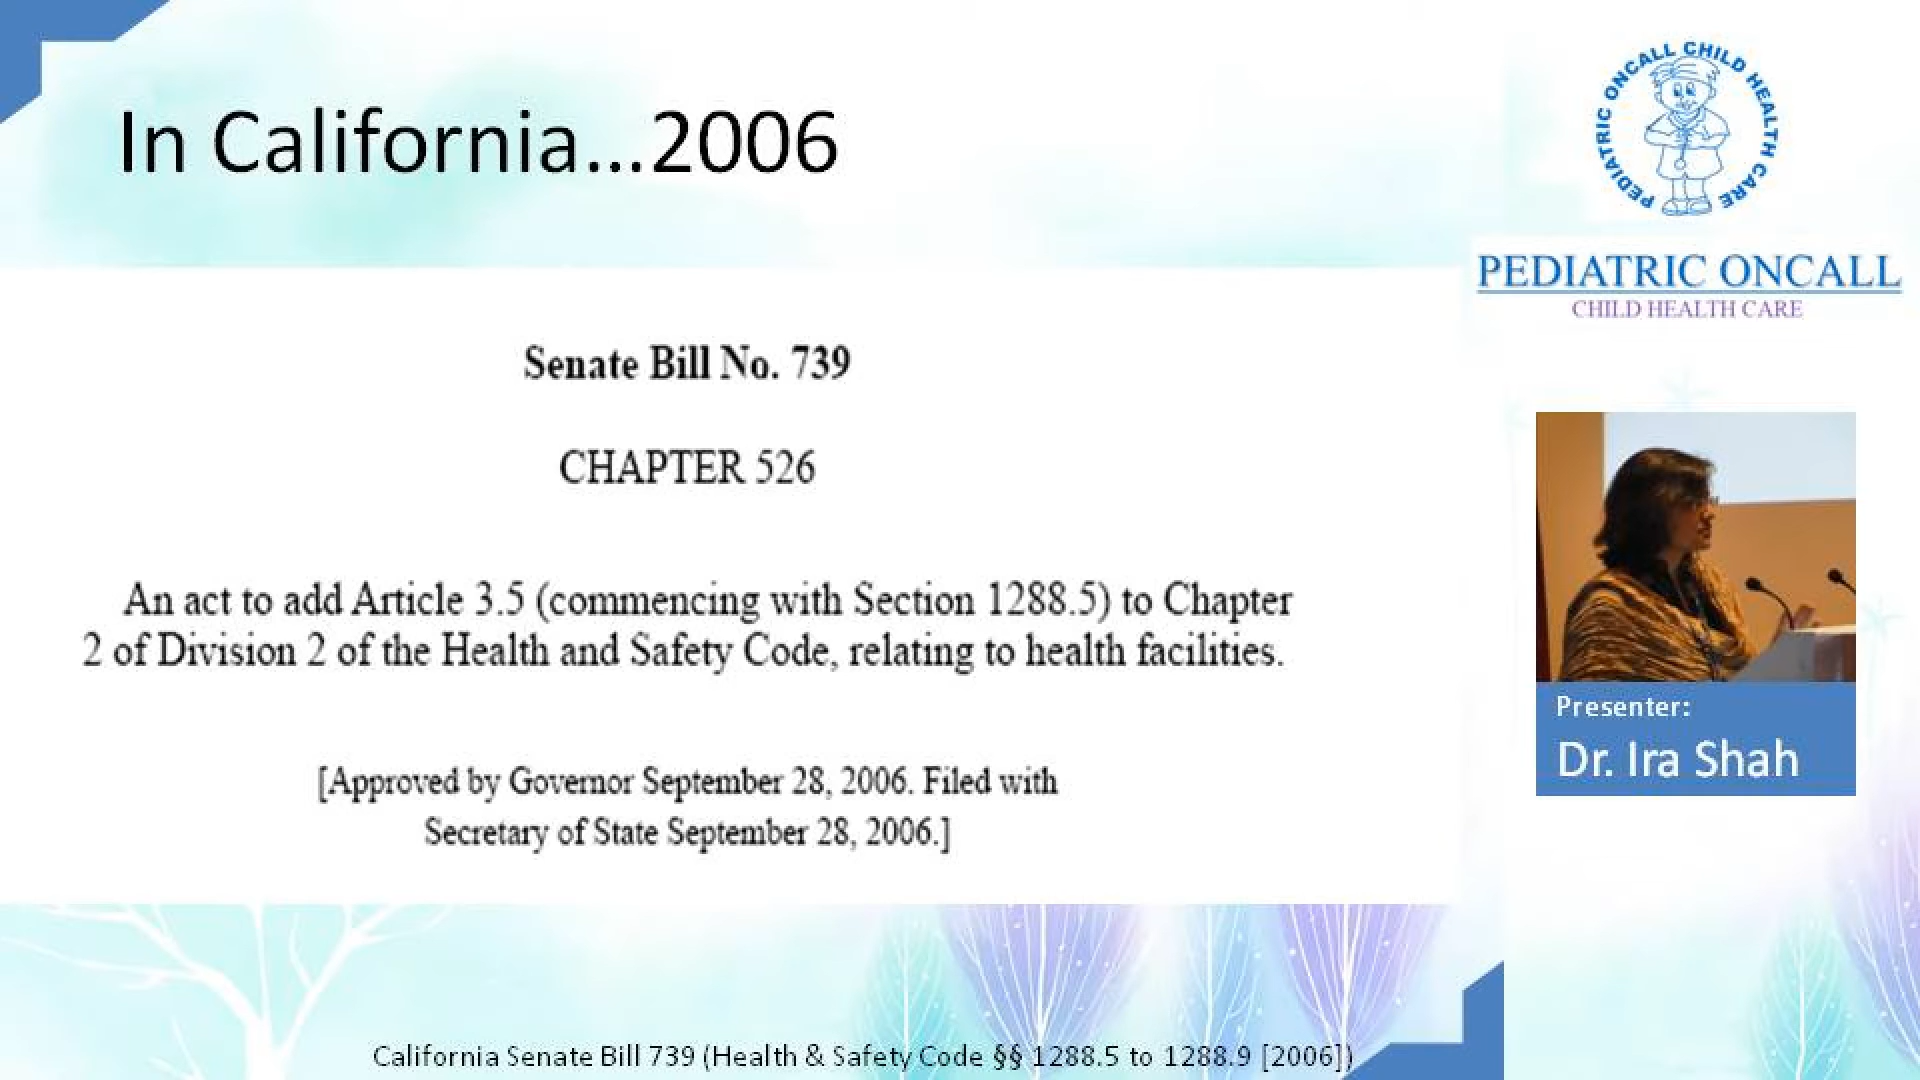 In California...2006
Senate Bill No. 739
CHAPTER 526
An act to add Article 3.5 (commencing with Section 1288.5) to Chapter
2 of Division 2 of the Health and Safety Code, relating to health facilities.
[Approved by Governor September 28, 2006. Filed with
Secretary of State September 28, 2006.]
California Senate Bill 739 (Health & Safety Code §§ 1288.5 to 1288.9 [2006])
PEDIATRIC ONCALL CHILD HEALTH CARE
PEDIATRIC ONCALL
CHILD HEALTH CARE
Presenter:
Dr. Ira Shah